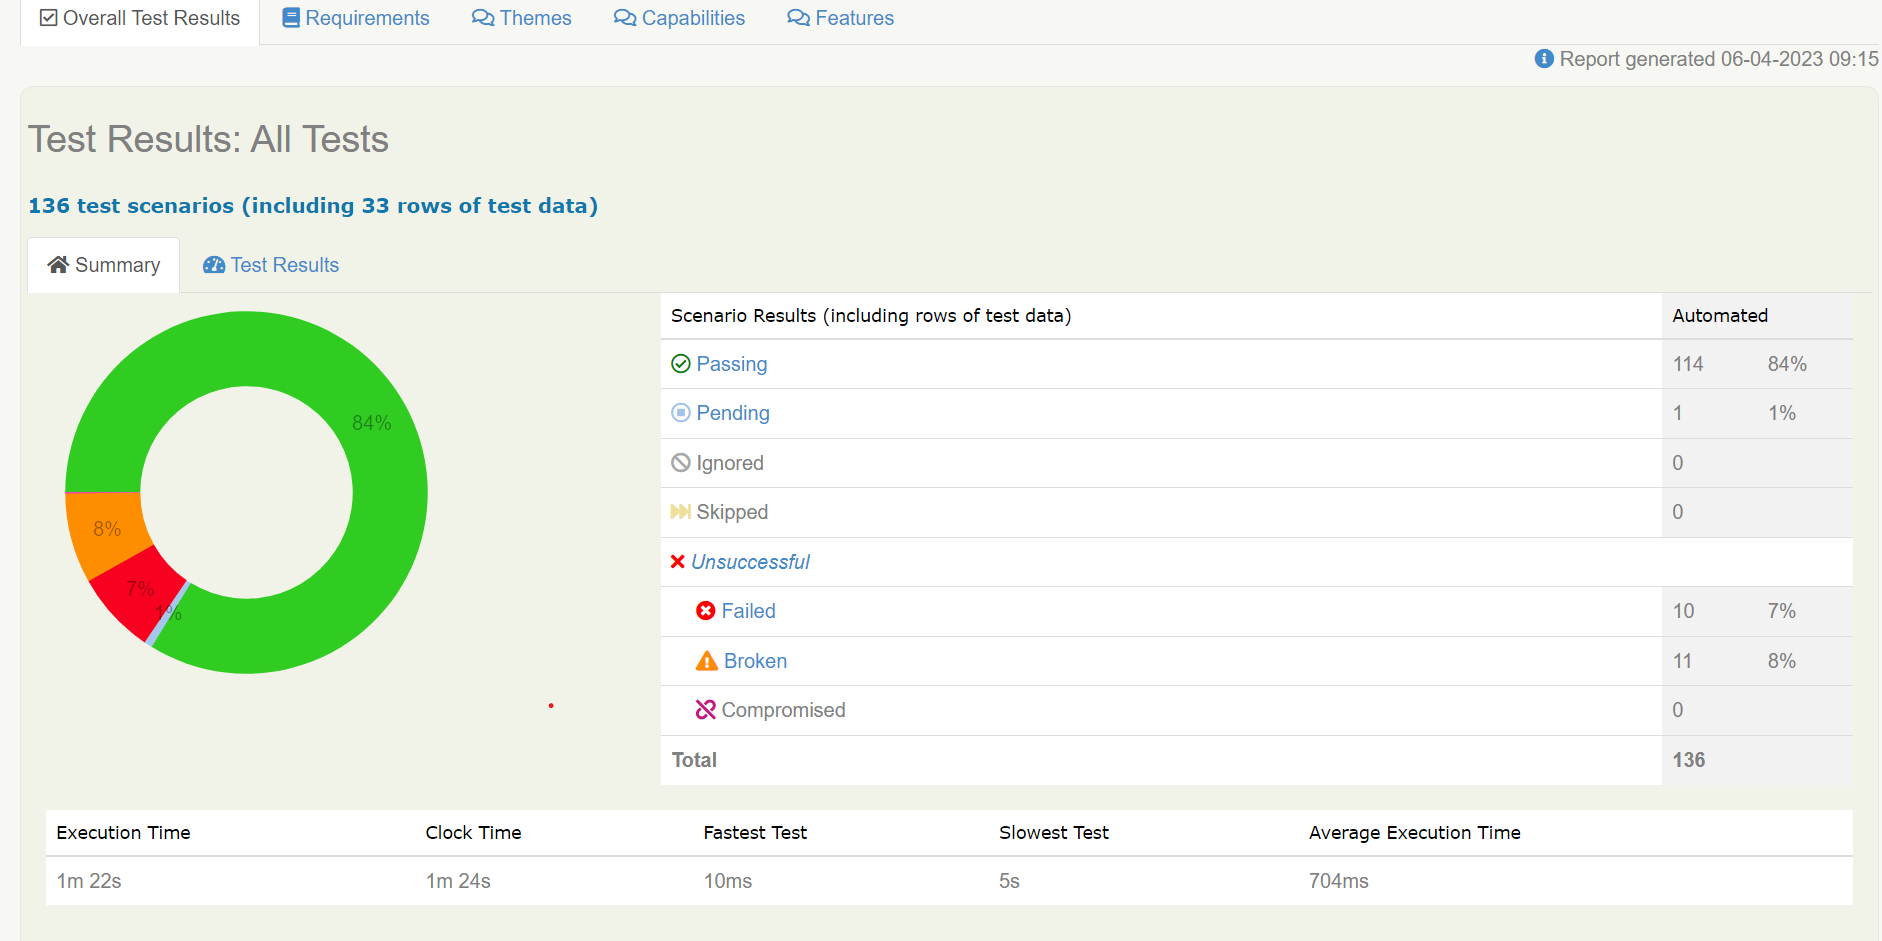 Overall Test Results Requirements Themes Capabilities Features
Report generated 06-04-2023 09:15
Test Results: All Tests
136 test scenarios (including 33 rows of test data)
Summary Test Results
84%
8%
7%
1%
Scenario Results (including rows of test data) Automated
Passing 114 84%
Pending 1 1%
Ignored 0
Skipped 0
Unsuccessful
Failed 10 7%
Broken 11 8%
Compromised 0
Total 136
Execution Time Clock Time Fastest Test Slowest Test Average Execution Time
1m 22s 1m 24s 10ms 5s 704ms